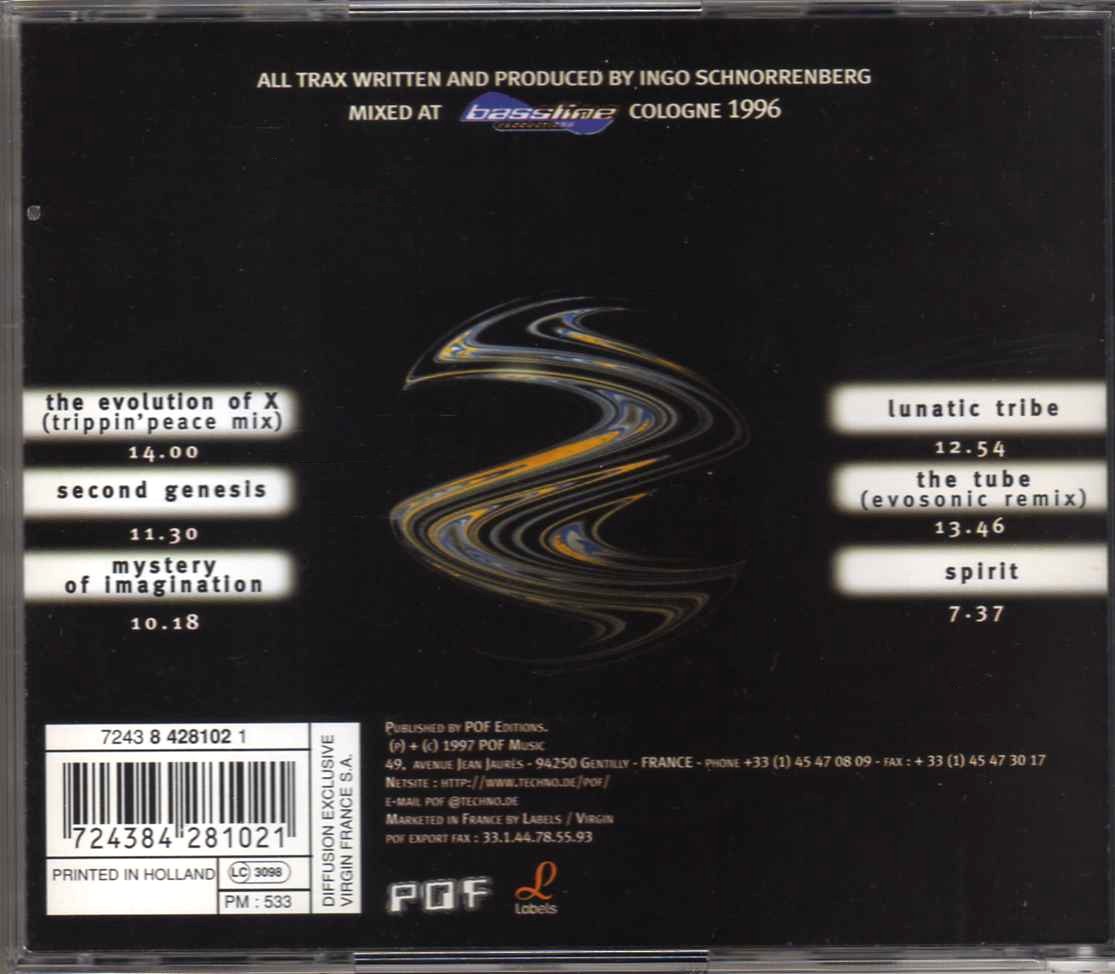 ALL TRAX WRITTEN AND PRODUCED BY INGO SCHNORRENBERG
MIXED AT bassline PRODUCTIONS COLOGNE 1996
the evolution of X
(trippin'peace mix)
14.00
second genesis
11.30
mystery
of imagination
10.18
lunatic tribe
12.54
the tube
(evosonic remix)
13.46
spirit
7.37
7243 8 428102 1
724384 281021
PRINTED IN HOLLAND
LC 3098
PM : 533
DIFFUSION EXCLUSIVE
VIRGIN FRANCE S.A.
PUBLISHED BY POF EDITIONS.
(P) + (C) 1997 POF MUSIC
49, AVENUE JEAN JAURÈS - 94250 GENTILLY - FRANCE - PHONE +33 (1) 45 47 08 09 - FAX : + 33 (1) 45 47 30 17
NETSITE : HTTP://WWW.TECHNO.DE/POF/
E-MAIL POF @TECHNO.DE
MARKETED IN FRANCE BY LABELS / VIRGIN
POF EXPORT FAX : 33.1.44.78.55.93
POF
Labels